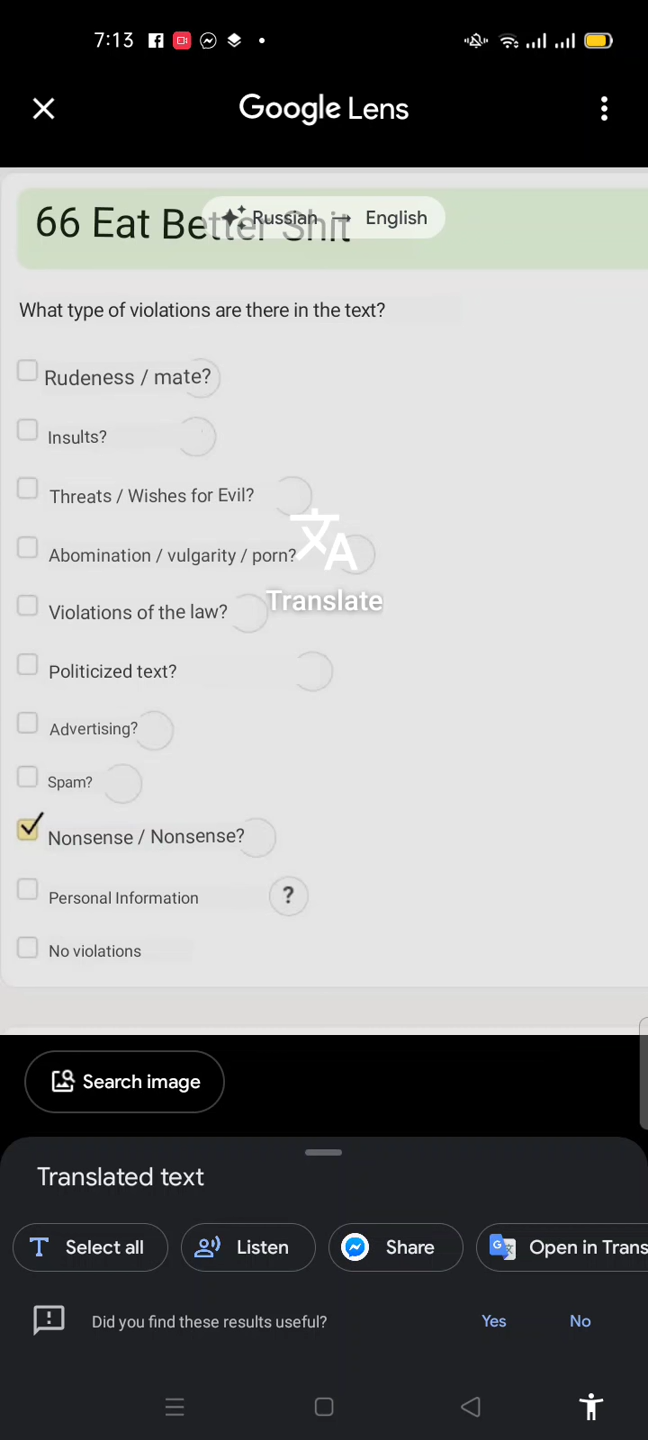 7:13
Google Lens
66 Eat Better Shit
Russian → English
What type of violations are there in the text?
Rudeness / mate?
Insults?
Threats / Wishes for Evil?
Abomination / vulgarity / porn?
Translate
Violations of the law?
Politicized text?
Advertising?
Spam?
Nonsense / Nonsense?
Personal Information ?
No violations
Search image
Translated text
Select all Listen Share Open in Trans
Did you find these results useful? Yes No